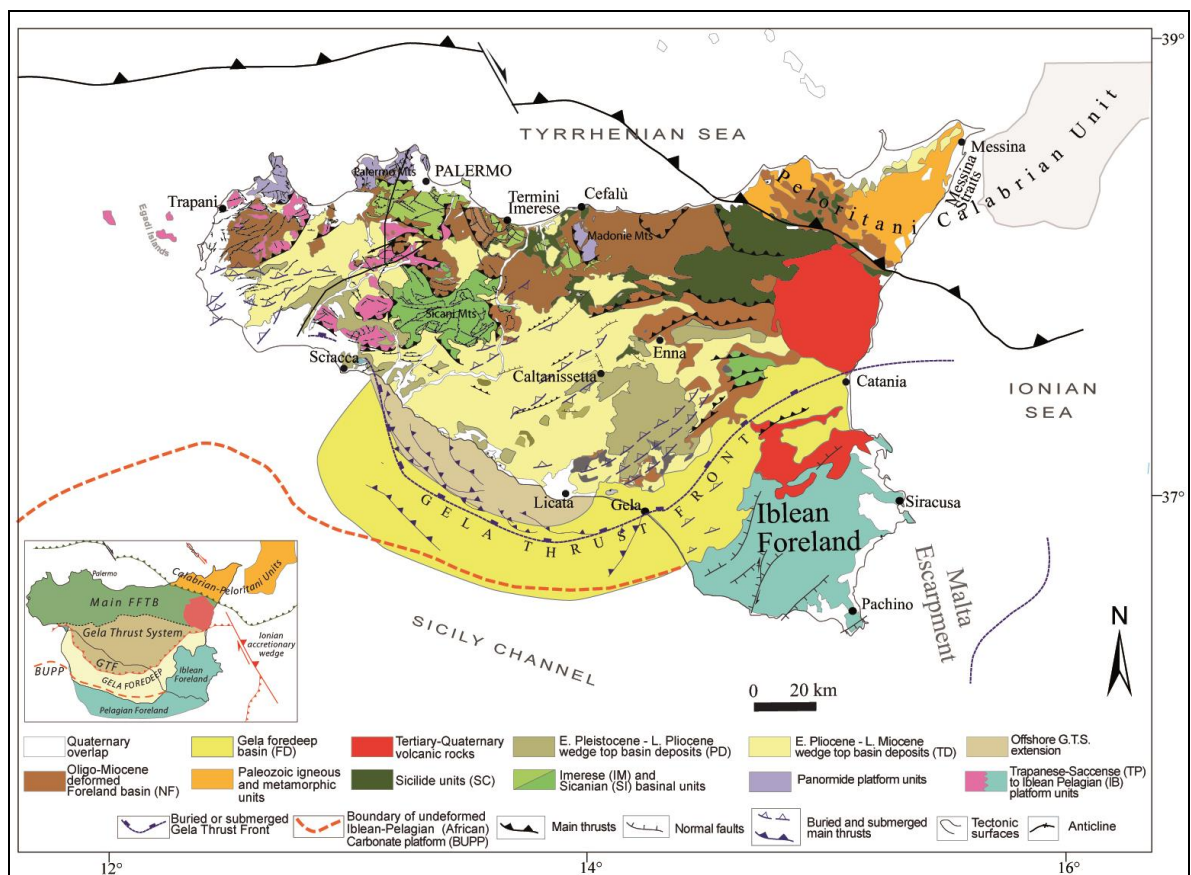 39°
TYRRHENIAN SEA
Messina
Messina
Straits
Calabrian Unit
Peloritani
Palermo Mts
PALERMO
Trapani
Termini
Imerese
Cefalù
Egadi Islands
Madonie Mts
Sicani Mts
Sciacca
Enna
Caltanissetta
Catania
IONIAN
SEA
Licata
Gela
GELA THRUST FRONT
37°
Siracusa
Iblean
Foreland
Malta
Escarpment
Pachino
SICILY CHANNEL
N
0 20 km
Palermo
Calabrian-Peloritani Units
Main FFTB
Gela Thrust System
Ionian
accretionary
wedge
GTF
BUPP
GELA FOREDEEP
Iblean
Foreland
Pelagian Foreland
Quaternary
overlap
Gela foredeep
basin (FD)
Tertiary-Quaternary
volcanic rocks
E. Pleistocene - L. Pliocene
wedge top basin deposits (PD)
E. Pliocene - L. Miocene
wedge top basin deposits (TD)
Offshore G.T.S.
extension
Oligo-Miocene
deformed
Foreland basin (NF)
Paleozoic igneous
and metamorphic
units
Sicilide units (SC)
Imerese (IM) and
Sicanian (SI) basinal units
Panormide platform units
Trapanese-Saccense (TP)
to Iblean Pelagian (IB)
platform units
Buried or submerged
Gela Thrust Front
Boundary of undeformed
Iblean-Pelagian (African)
Carbonate platform (BUPP)
Main thrusts
Normal faults
Buried and submerged
main thrusts
Tectonic
surfaces
Anticline
12°
14°
16°